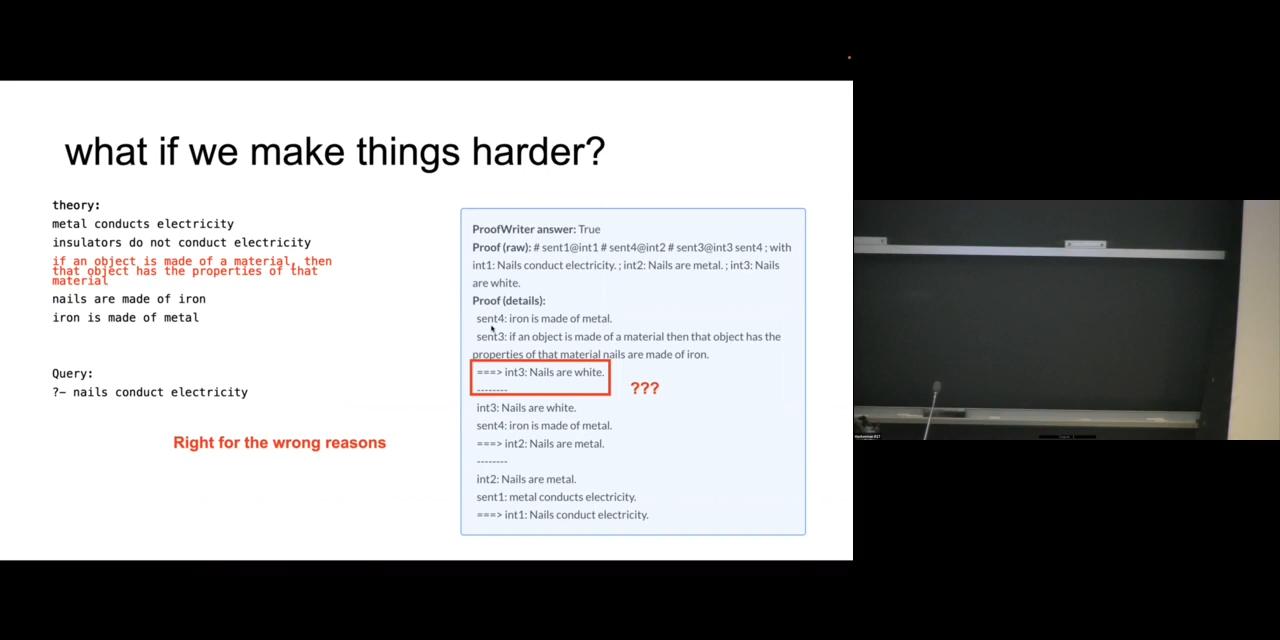 what if we make things harder?
theory:
metal conducts electricity
insulators do not conduct electricity
if an object is made of a material, then
that object has the properties of that
material
nails are made of iron
iron is made of metal
Query:
?- nails conduct electricity
Right for the wrong reasons
ProofWriter answer: True
Proof (raw): # sent1@int1 # sent4@int2 # sent3@int3 sent4 ; with
int1: Nails conduct electricity. ; int2: Nails are metal. ; int3: Nails
are white.
Proof (details):
sent4: iron is made of metal.
sent3: if an object is made of a material then that object has the
properties of that material nails are made of iron.
===> int3: Nails are white.
--------
???
int3: Nails are white.
sent4: iron is made of metal.
===> int2: Nails are metal.
--------
int2: Nails are metal.
sent1: metal conducts electricity.
===> int1: Nails conduct electricity.